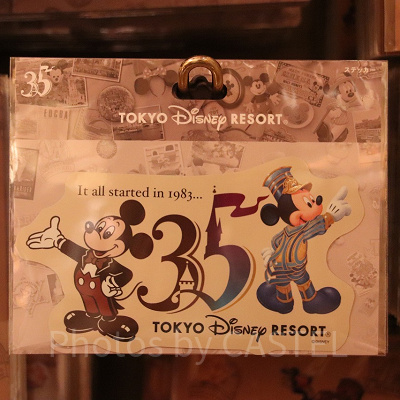 35
ステッカー
TOKYO Disney RESORT®
It all started in 1983...
35
TOKYO Disney RESORT®
Photos by CASTEL